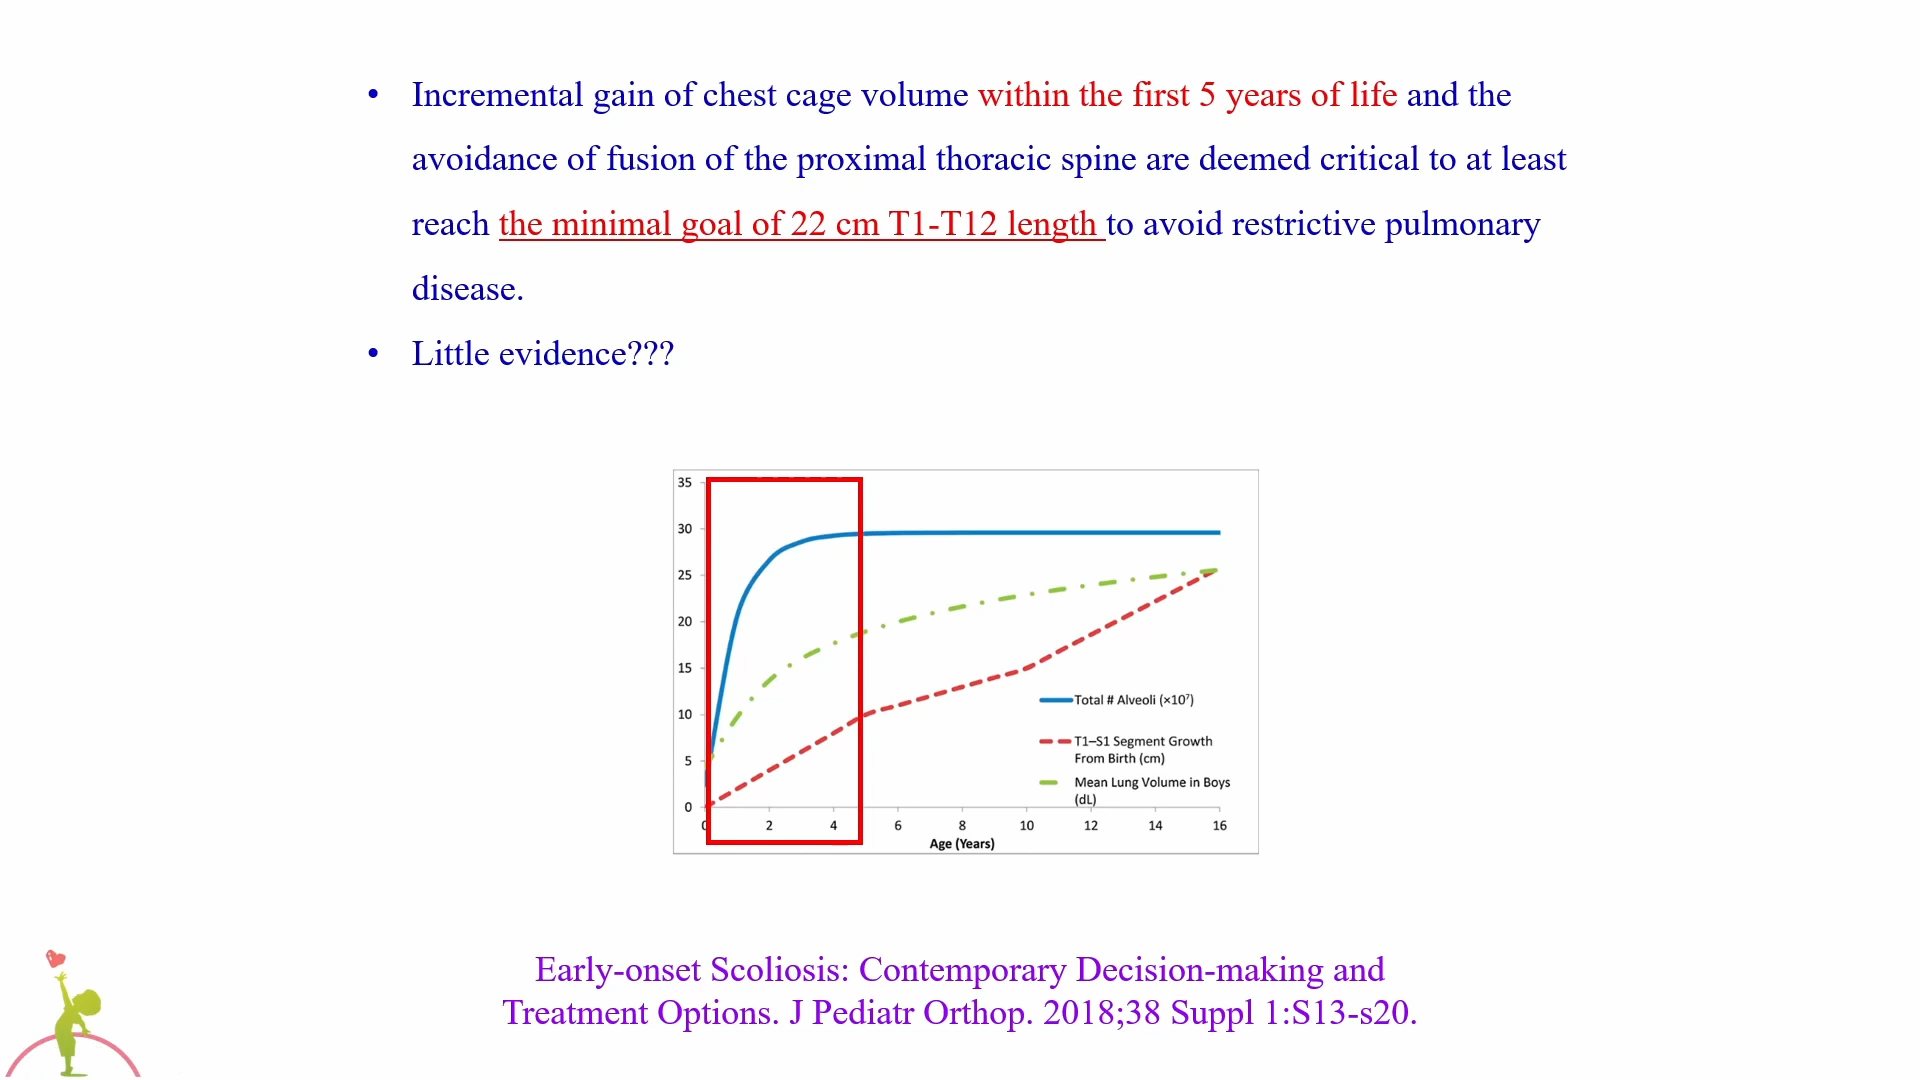 • Incremental gain of chest cage volume within the first 5 years of life and the
avoidance of fusion of the proximal thoracic spine are deemed critical to at least
reach the minimal goal of 22 cm T1-T12 length to avoid restrictive pulmonary
disease.
• Little evidence???
35
30
25
20
15
10
5
0
Total # Alveoli (×10⁷)
T1–S1 Segment Growth
From Birth (cm)
Mean Lung Volume in Boys
(dL)
0 2 4 6 8 10 12 14 16
Age (Years)
Early-onset Scoliosis: Contemporary Decision-making and
Treatment Options. J Pediatr Orthop. 2018;38 Suppl 1:S13-s20.